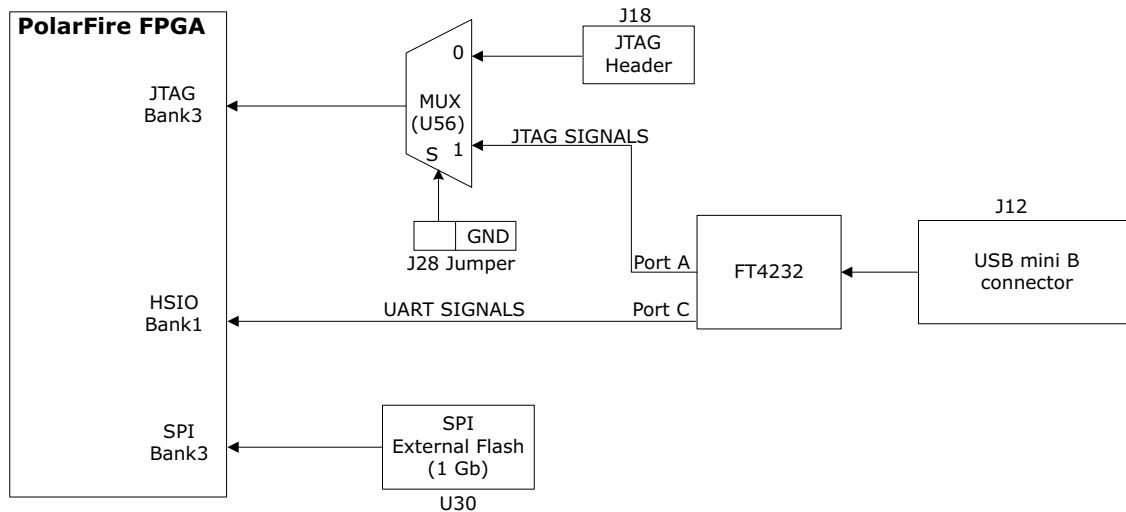 PolarFire FPGA
J18
JTAG
Header
0
JTAG
Bank3
MUX
(U56)
S
1
JTAG SIGNALS
GND
J28 Jumper
J12
USB mini B
connector
FT4232
Port A
HSIO
Bank1
UART SIGNALS
Port C
SPI
Bank3
SPI
External Flash
(1 Gb)
U30